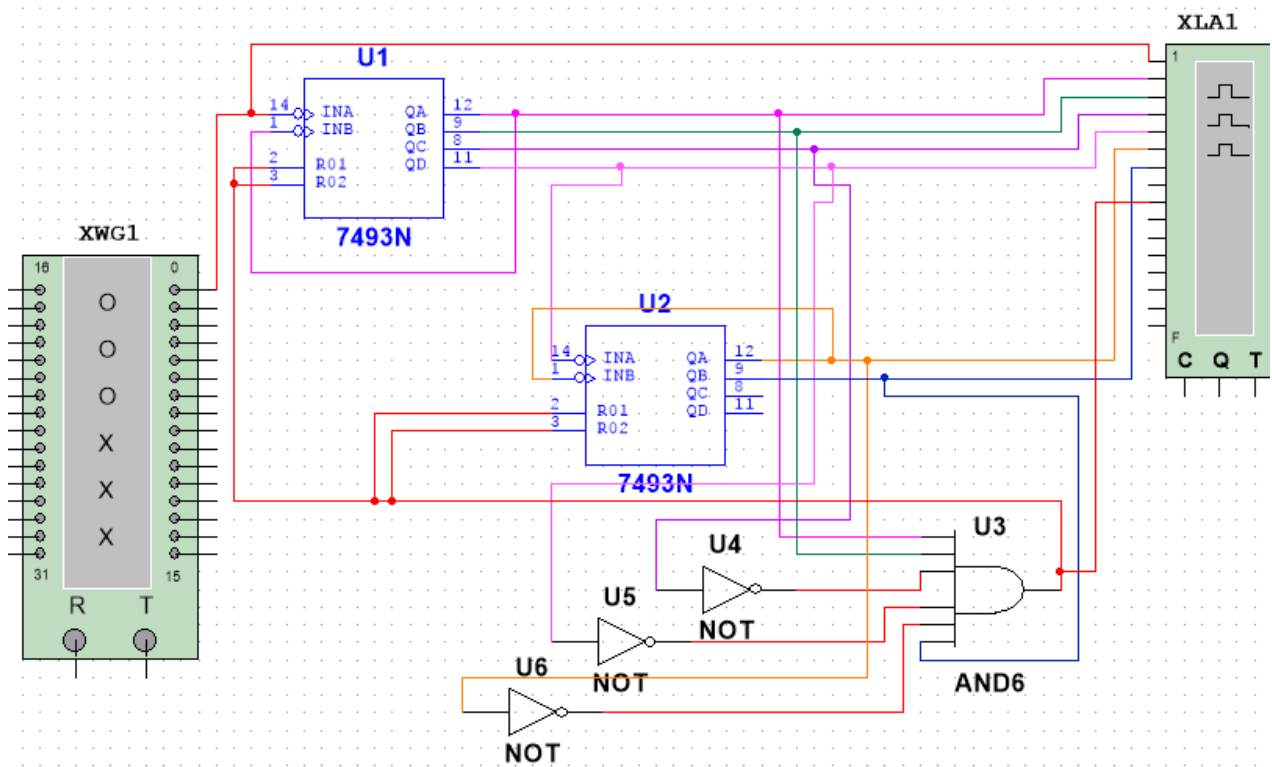 XLA1
U1
1
14 INA QA 12
1 INB QB 9
QC 8
2 R01 QD 11
3 R02
7493N
XWG1
16 0
O
O
O
X
X
X
31 15
R T
U2
14 INA QA 12
1 INB QB 9
QC 8
2 R01 QD 11
3 R02
7493N
F
C Q T
U3
U4
NOT
U5
NOT
U6
NOT
AND6